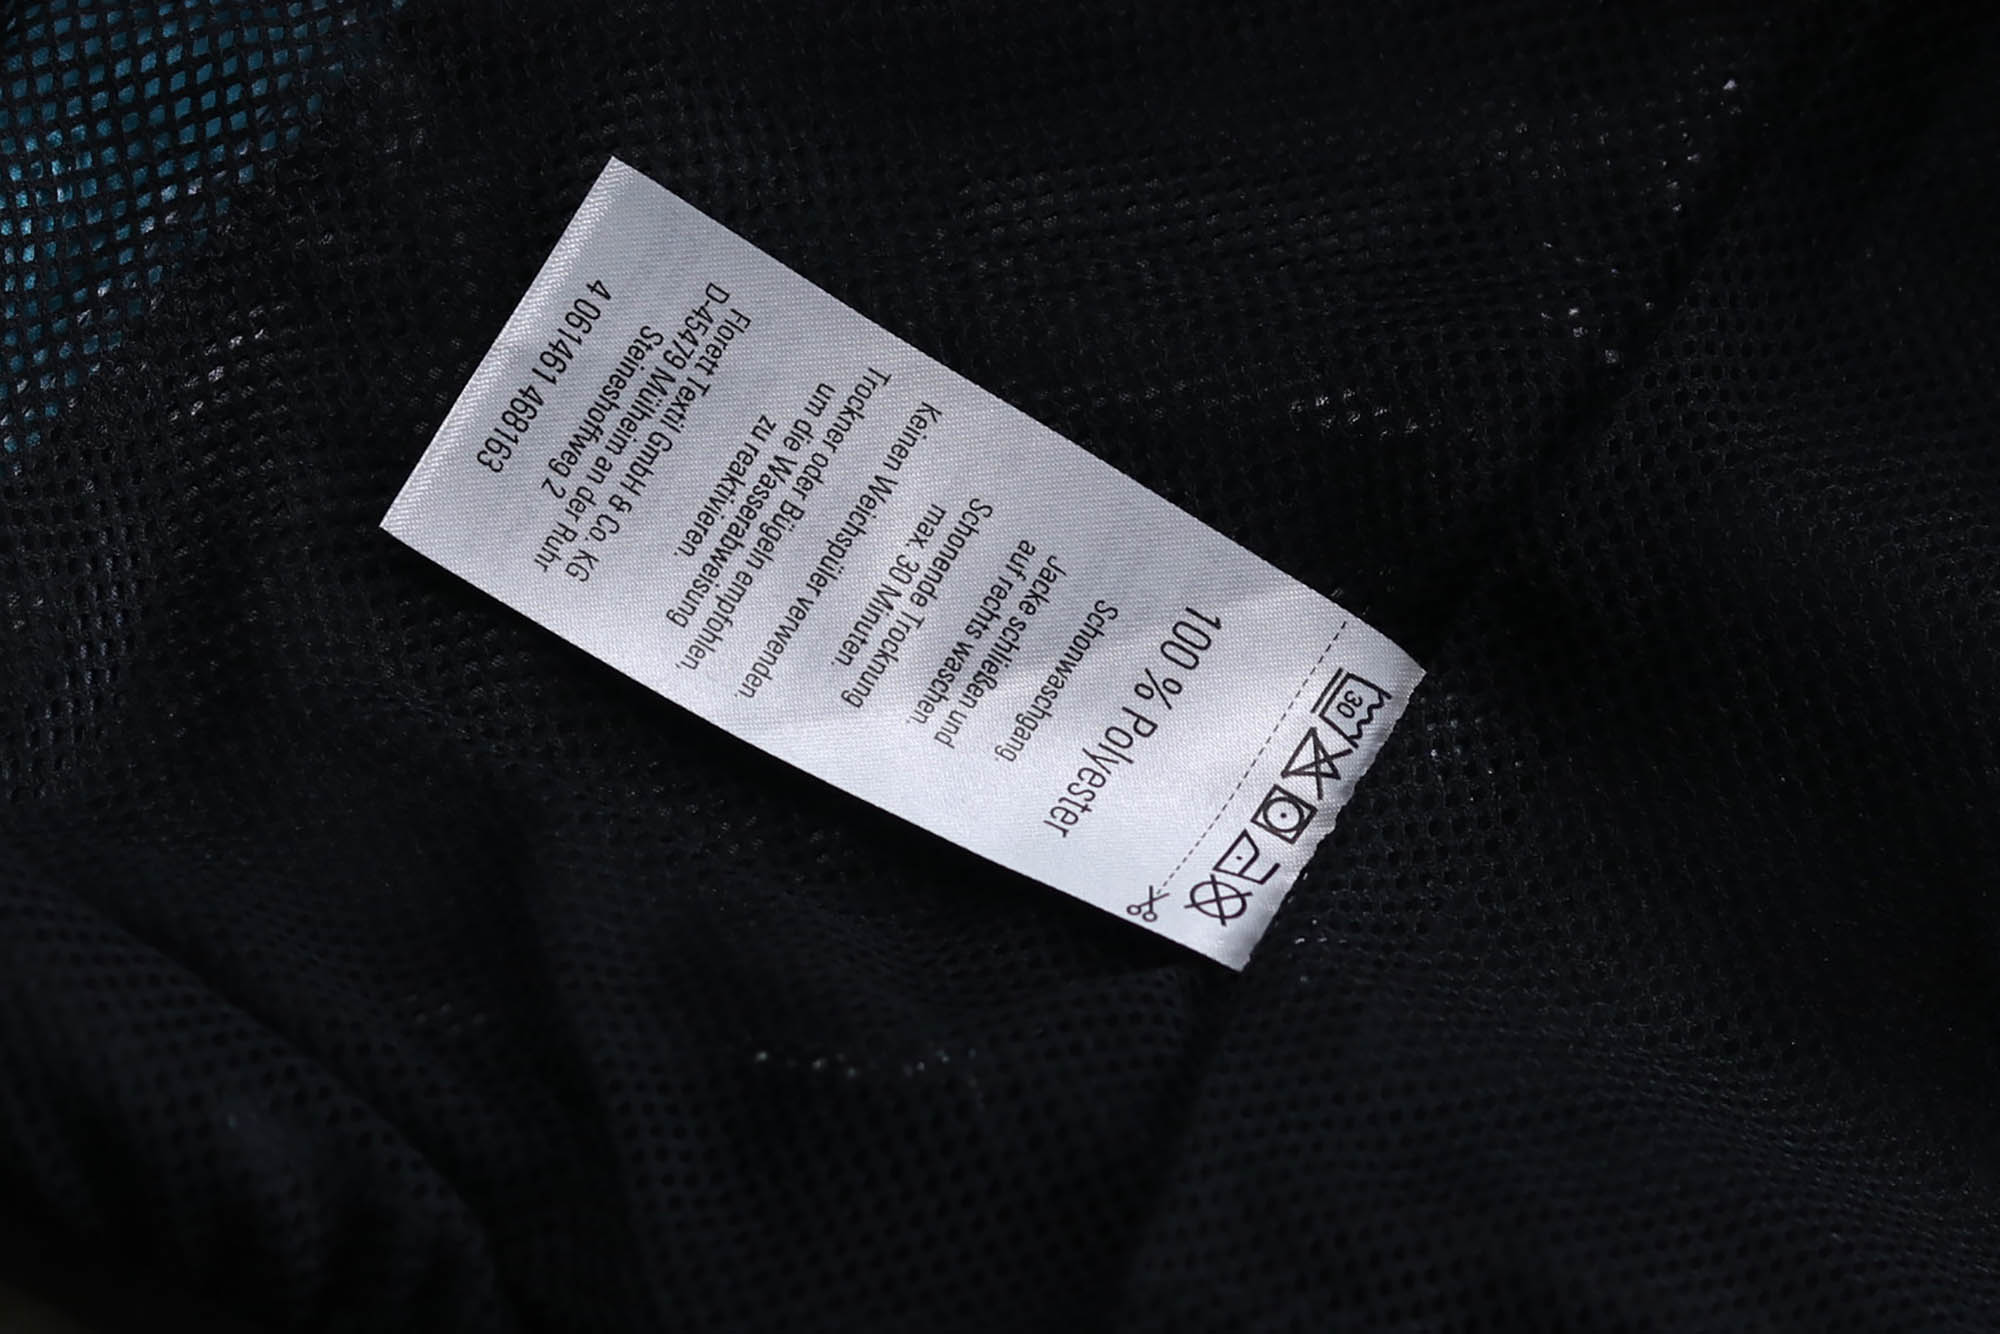 30
100 % Polyester
Schonwaschgang.
Jacke schließen und
auf rechts waschen.
Schonende Trocknung
max. 30 Minuten.
Keinen Weichspüler verwenden.
Trockner oder Bügeln empfohlen,
um die Wasserabweisung
zu reaktivieren.
Florett Textil GmbH & Co. KG
D-45479 Mülheim an der Ruhr
Steineshoffweg 2
4 061461 468163